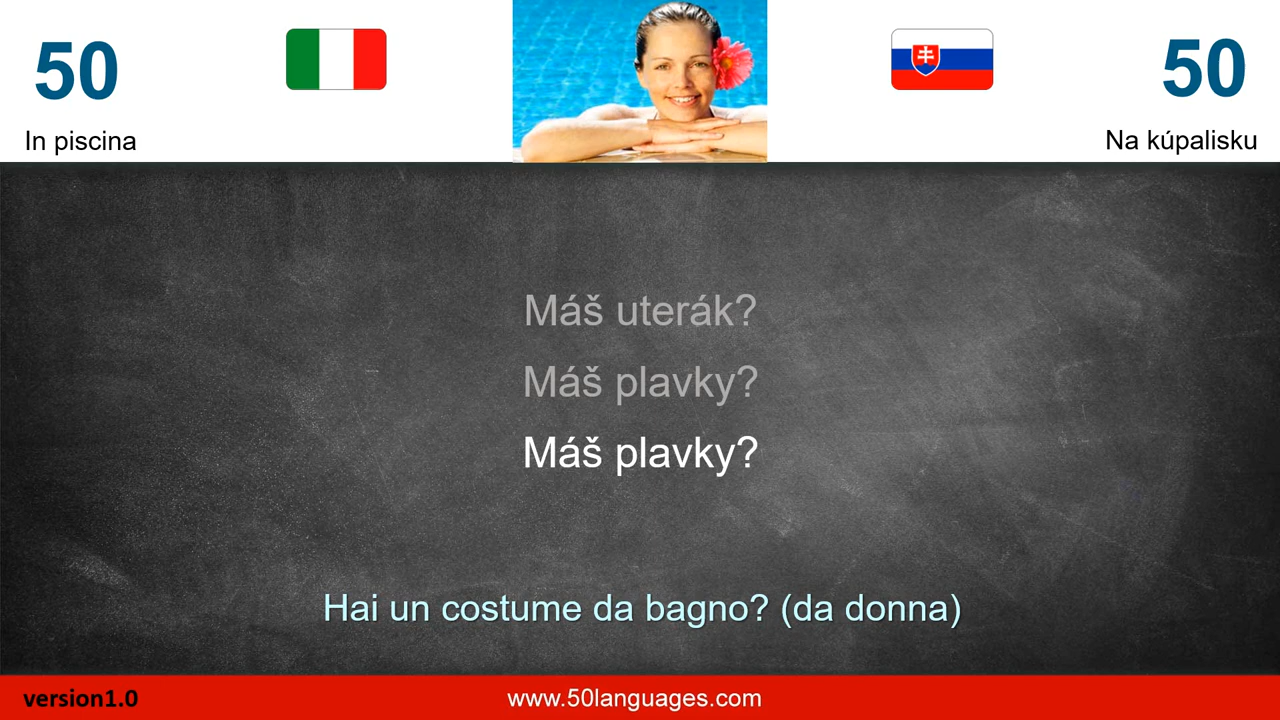 50
50
In piscina
Na kúpalisku
Máš uterák?
Máš plavky?
Máš plavky?
Hai un costume da bagno? (da donna)
version1.0
www.50languages.com